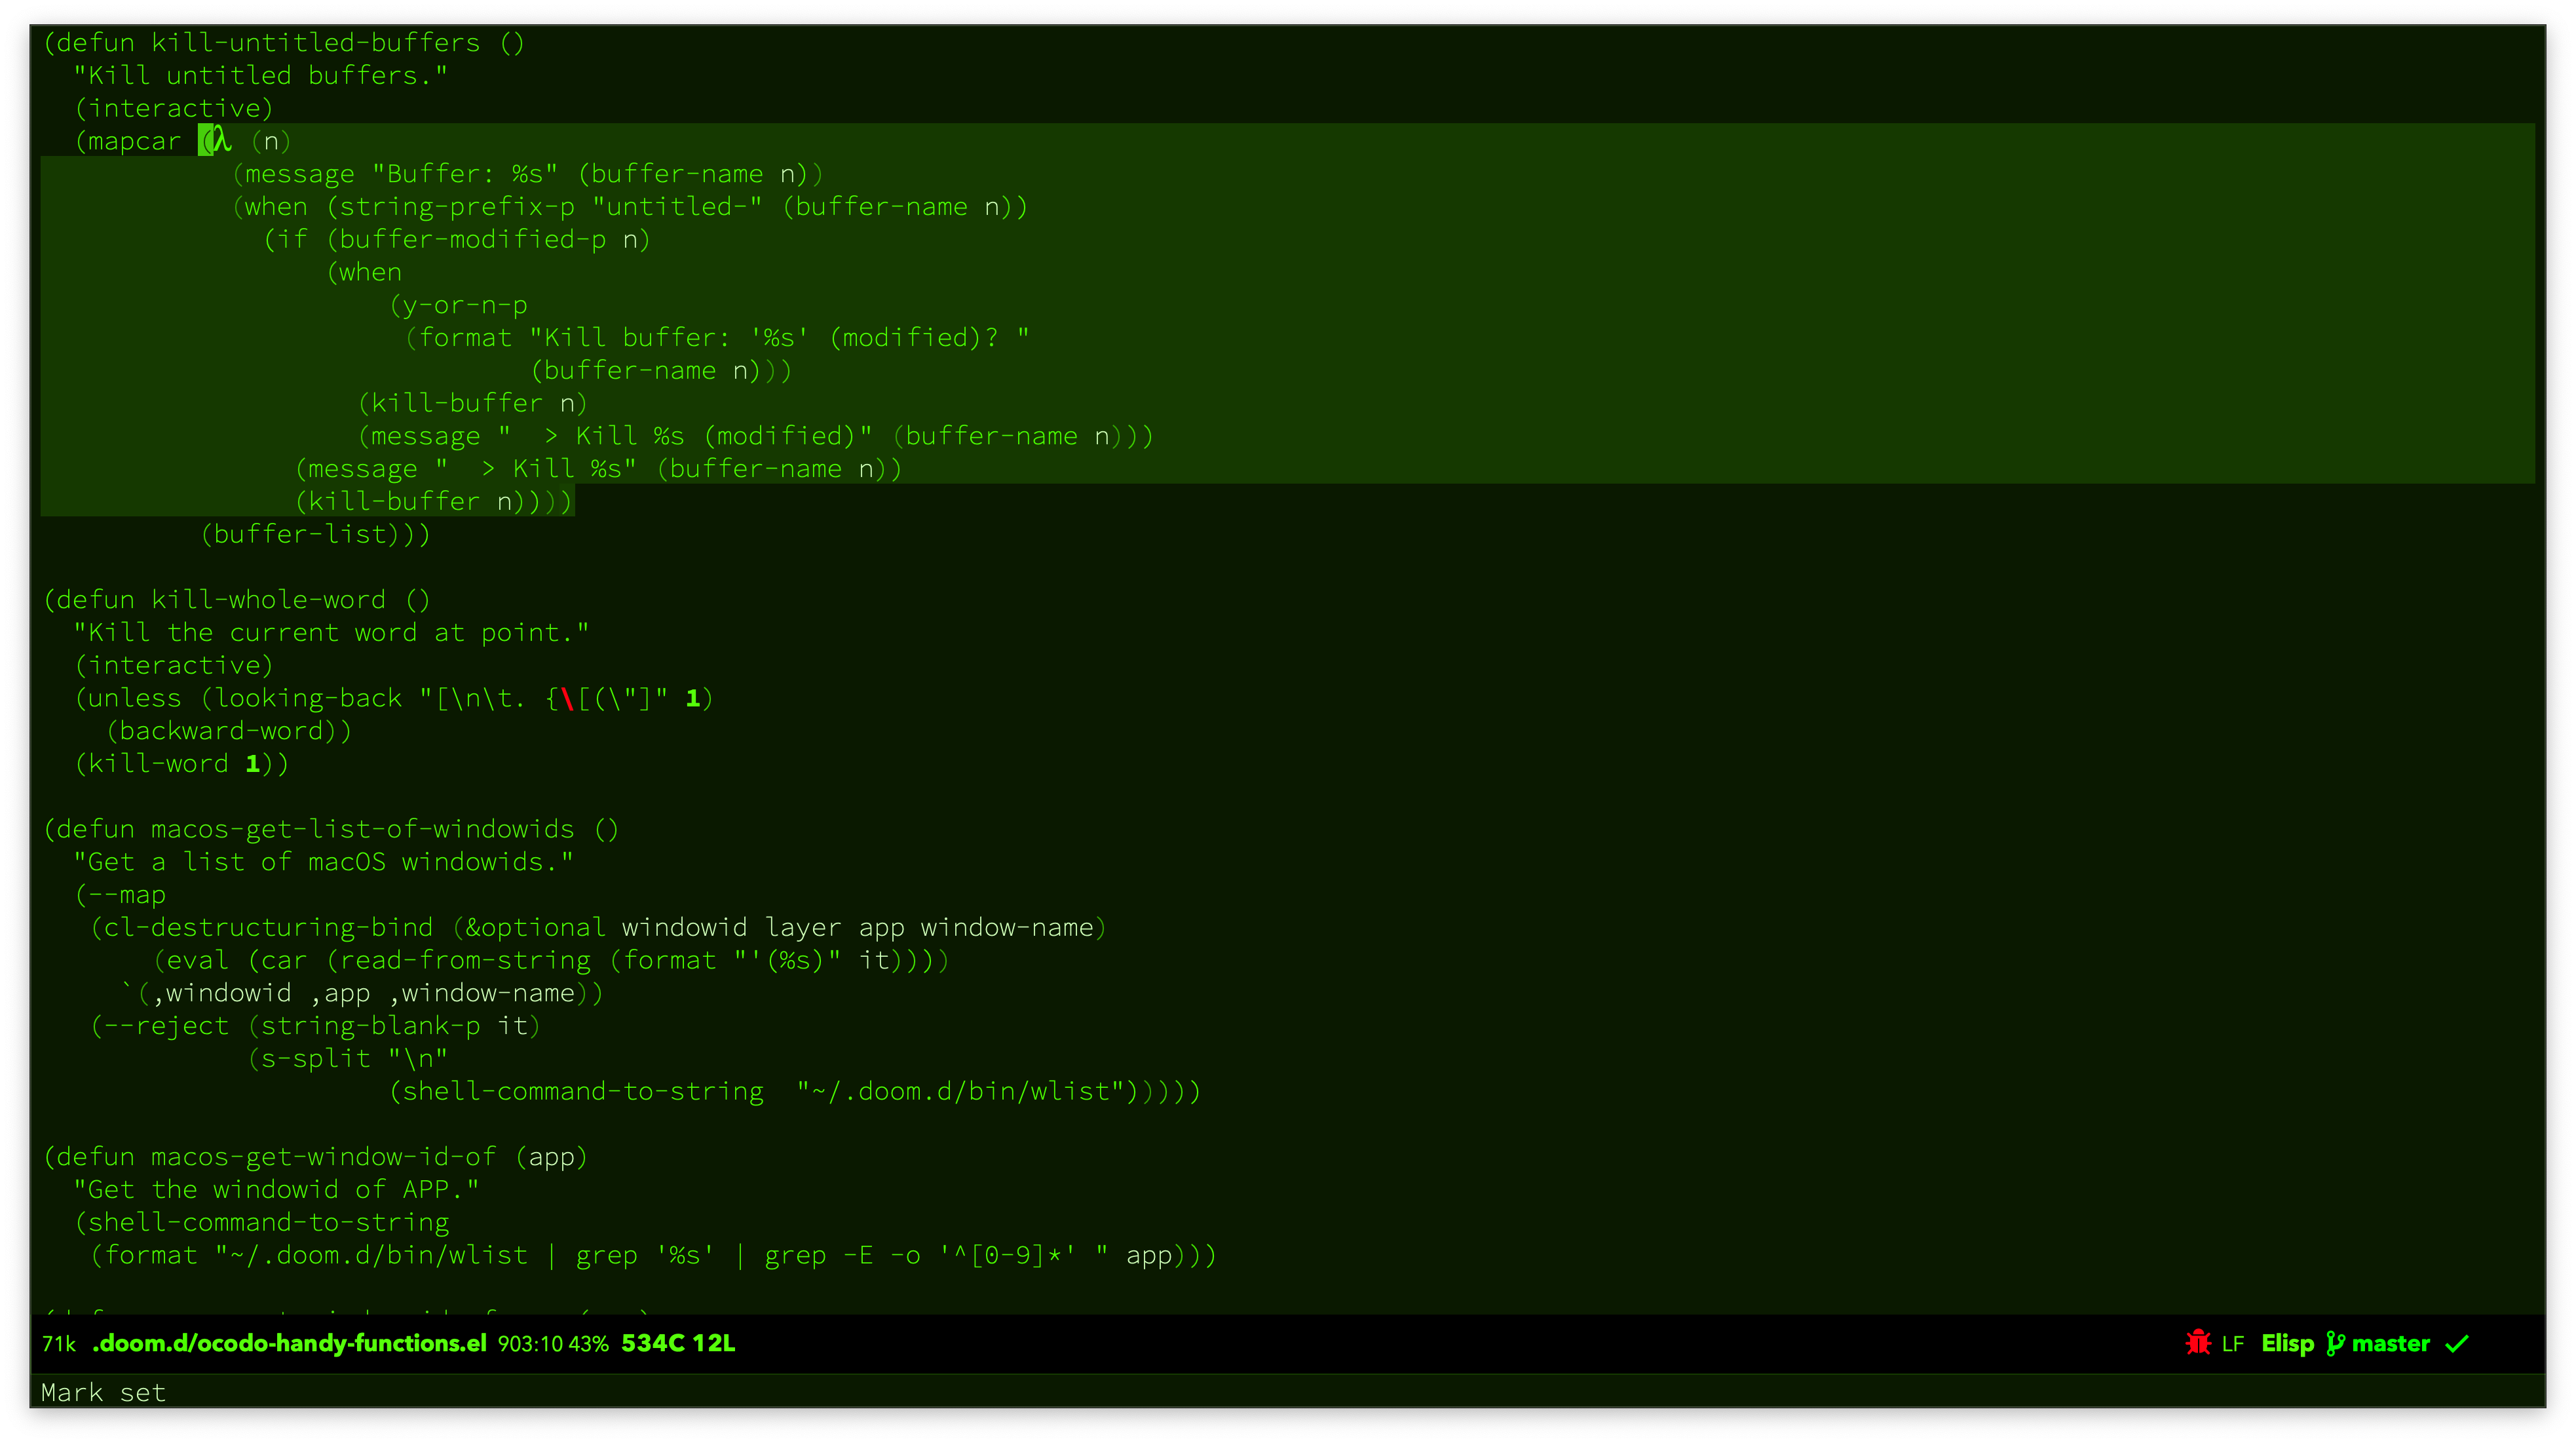 (defun kill-untitled-buffers ()
  "Kill untitled buffers."
  (interactive)
  (mapcar (λ (n)
            (message "Buffer: %s" (buffer-name n))
            (when (string-prefix-p "untitled-" (buffer-name n))
              (if (buffer-modified-p n)
                  (when
                      (y-or-n-p
                       (format "Kill buffer: '%s' (modified)? "
                               (buffer-name n)))
                    (kill-buffer n)
                    (message "  > Kill %s (modified)" (buffer-name n)))
                (message "  > Kill %s" (buffer-name n))
                (kill-buffer n))))
          (buffer-list)))

(defun kill-whole-word ()
  "Kill the current word at point."
  (interactive)
  (unless (looking-back "[\n\t. {\[(\"]" 1)
    (backward-word))
  (kill-word 1))

(defun macos-get-list-of-windowids ()
  "Get a list of macOS windowids."
  (--map
   (cl-destructuring-bind (&optional windowid layer app window-name)
       (eval (car (read-from-string (format "'(%s)" it))))
     `(,windowid ,app ,window-name))
   (--reject (string-blank-p it)
             (s-split "\n"
                      (shell-command-to-string  "~/.doom.d/bin/wlist")))))

(defun macos-get-window-id-of (app)
  "Get the windowid of APP."
  (shell-command-to-string
   (format "~/.doom.d/bin/wlist | grep '%s' | grep -E -o '^[0-9]*' " app)))

71k .doom.d/ocodo-handy-functions.el 903:10 43% 534C 12L LF Elisp master ✓
Mark set